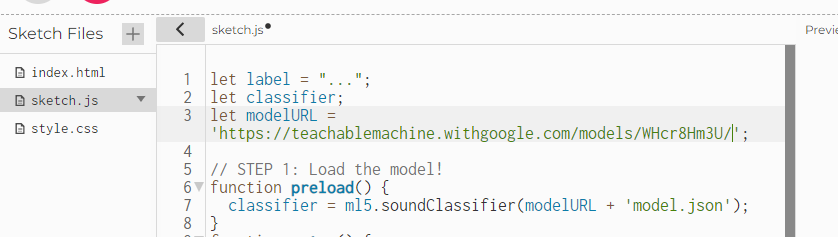 Sketch Files
sketch.js
Previe
index.html
sketch.js
style.css
1 let label = "...";
2 let classifier;
3 let modelURL =
'https://teachablemachine.withgoogle.com/models/WHcr8Hm3U/';
4
5 // STEP 1: Load the model!
6 function preload() {
7 classifier = ml5.soundClassifier(modelURL + 'model.json');
8 }